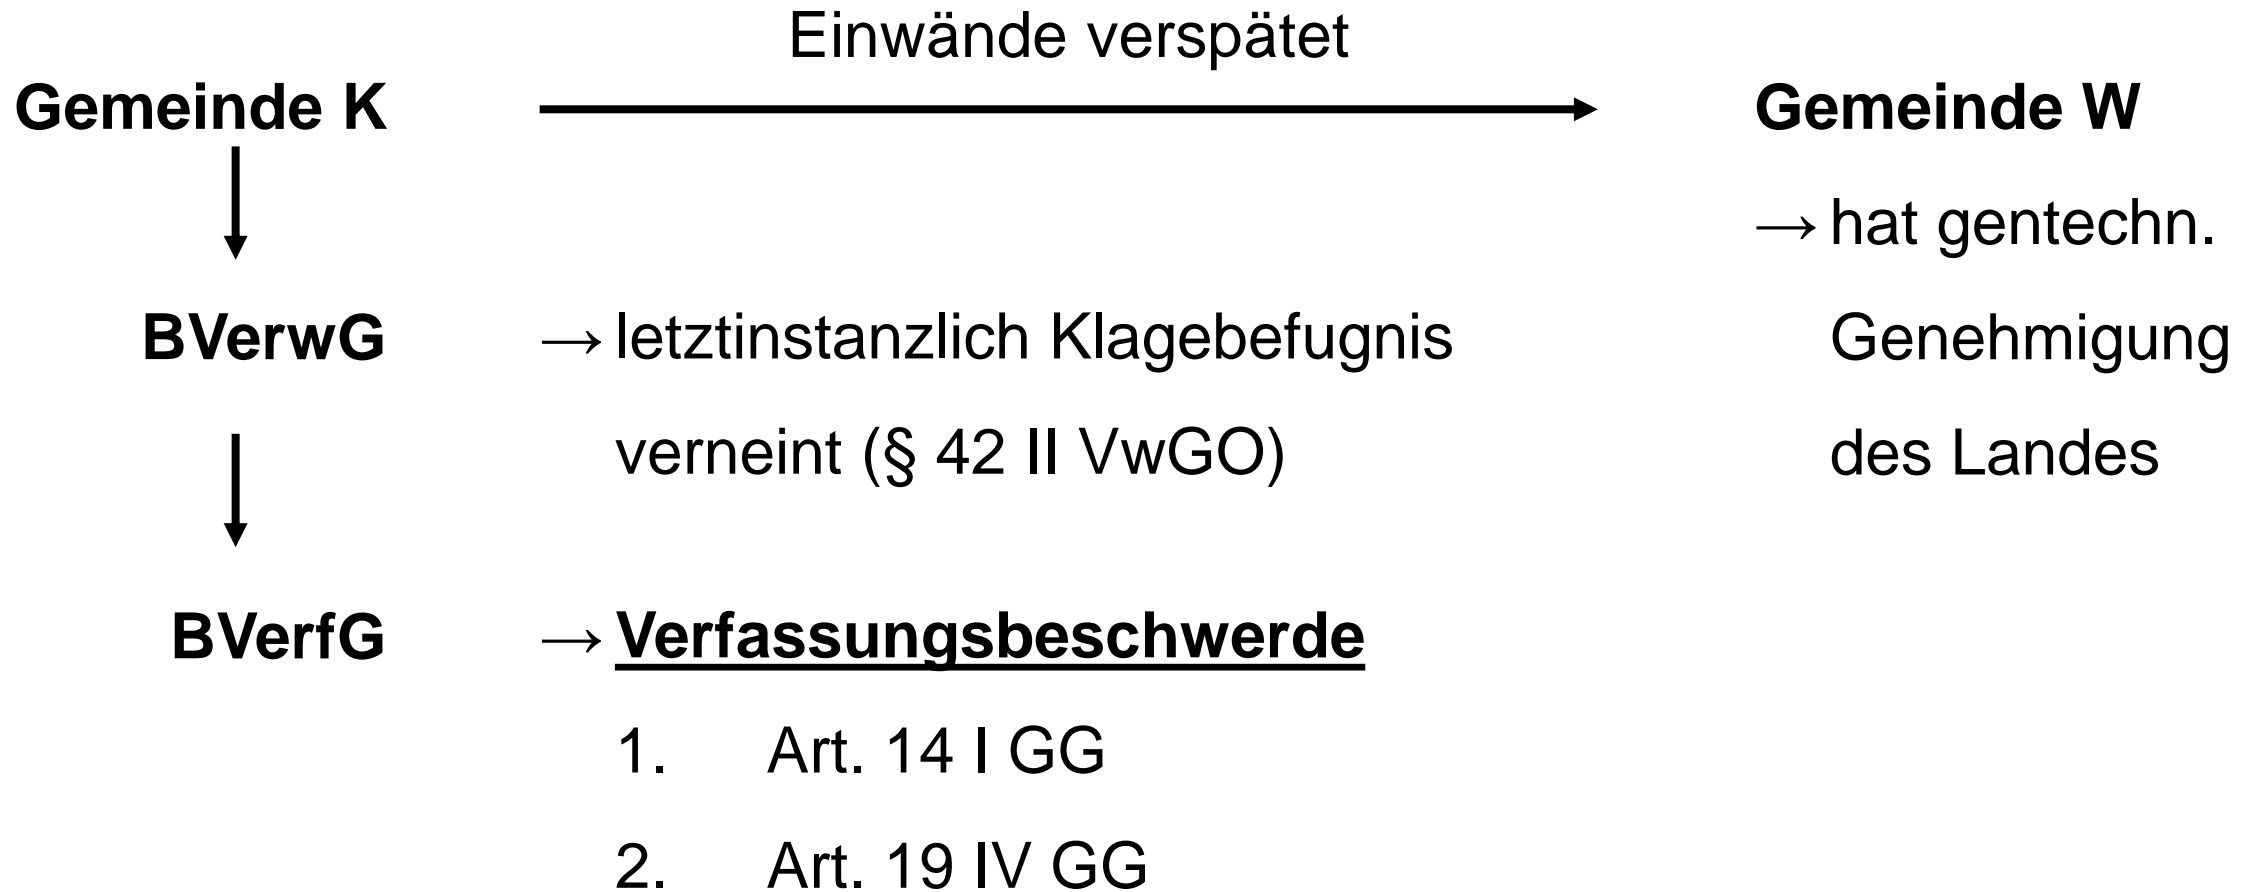 Einwände verspätet
Gemeinde K
Gemeinde W
→ hat gentechn.
Genehmigung
des Landes
BVerwG
→ letztinstanzlich Klagebefugnis
verneint (§ 42 II VwGO)
BVerfG
→ Verfassungsbeschwerde
1. Art. 14 I GG
2. Art. 19 IV GG